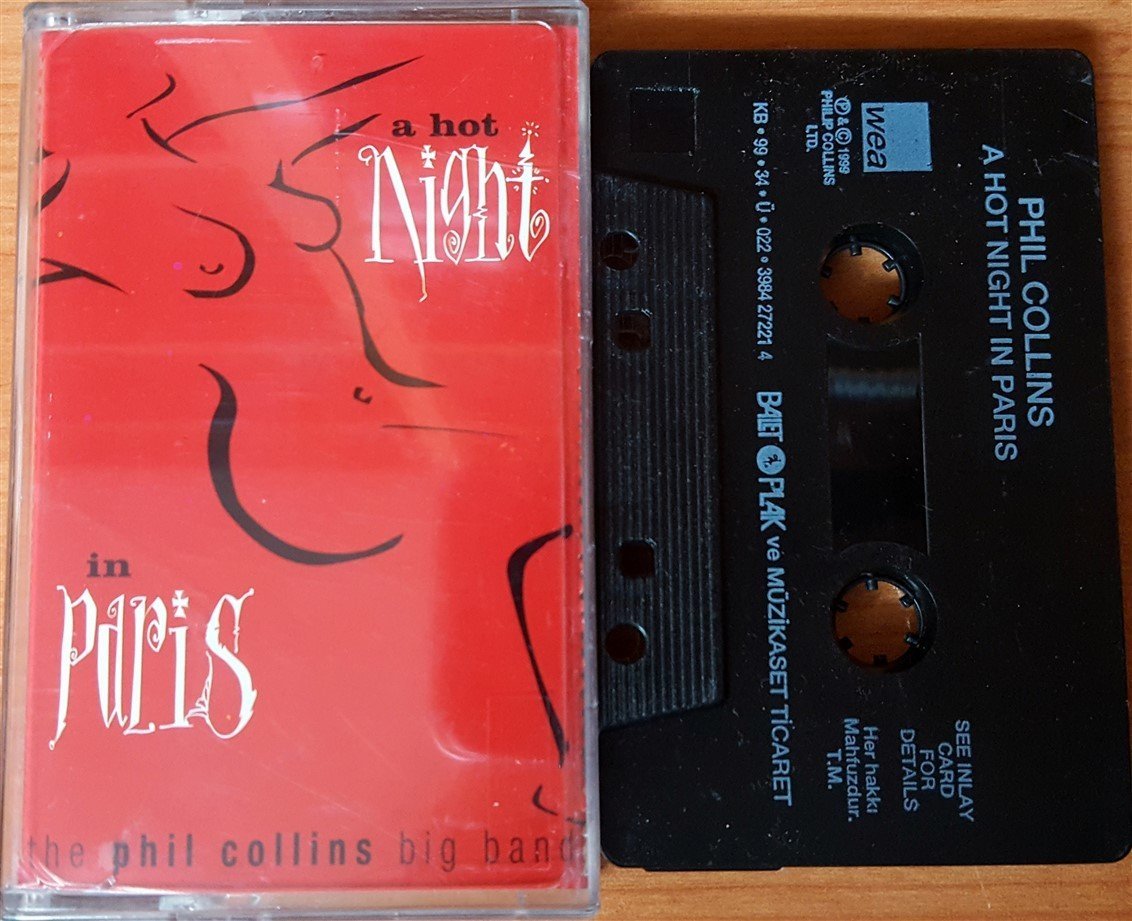 a hot
Night
in
Paris
the phil collins big band
PHIL COLLINS
A HOT NIGHT IN PARIS
wea
℗ & © 1999
PHILIP COLLINS
LTD.
SEE INLAY
CARD
FOR
DETAILS
Her hakkı
Mahfuzdur.
T.M.
KB • 99 • 34 • Ü • 022 • 3984 27221 4
BALET PLAK ve MÜZİKASET TİCARET